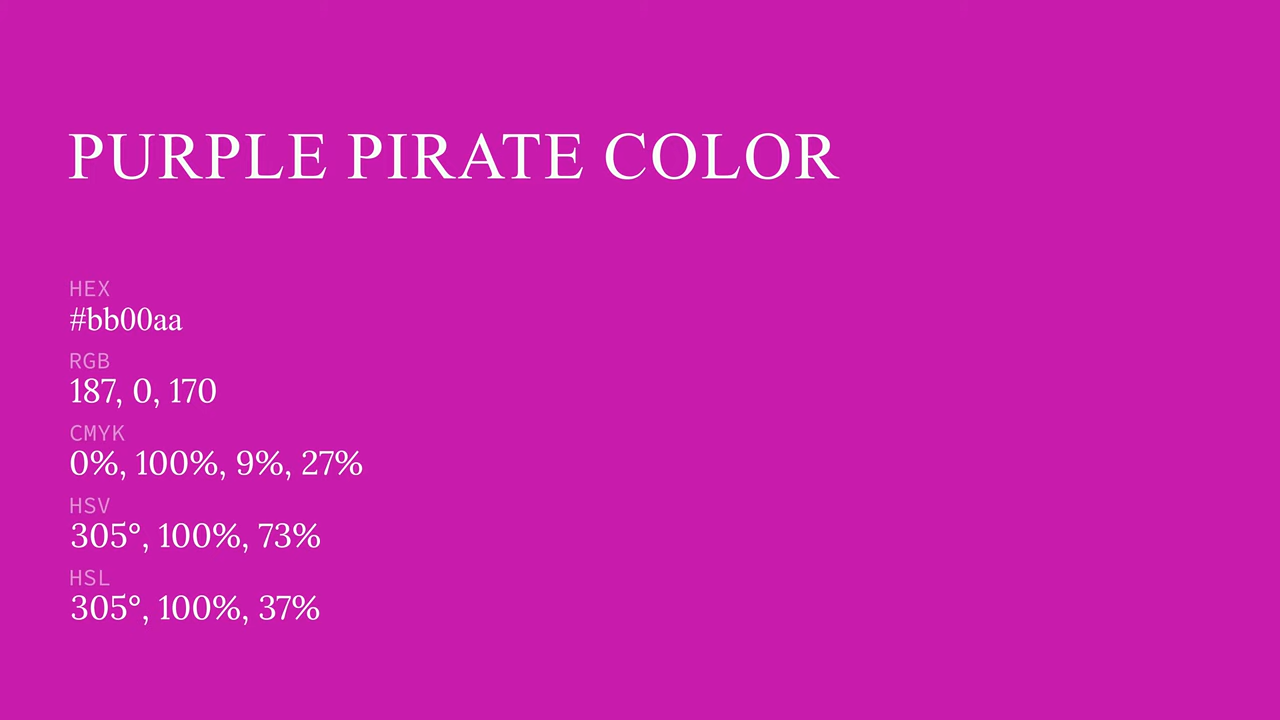 PURPLE PIRATE COLOR
HEX
#bb00aa
RGB
187, 0, 170
CMYK
0%, 100%, 9%, 27%
HSV
305°, 100%, 73%
HSL
305°, 100%, 37%